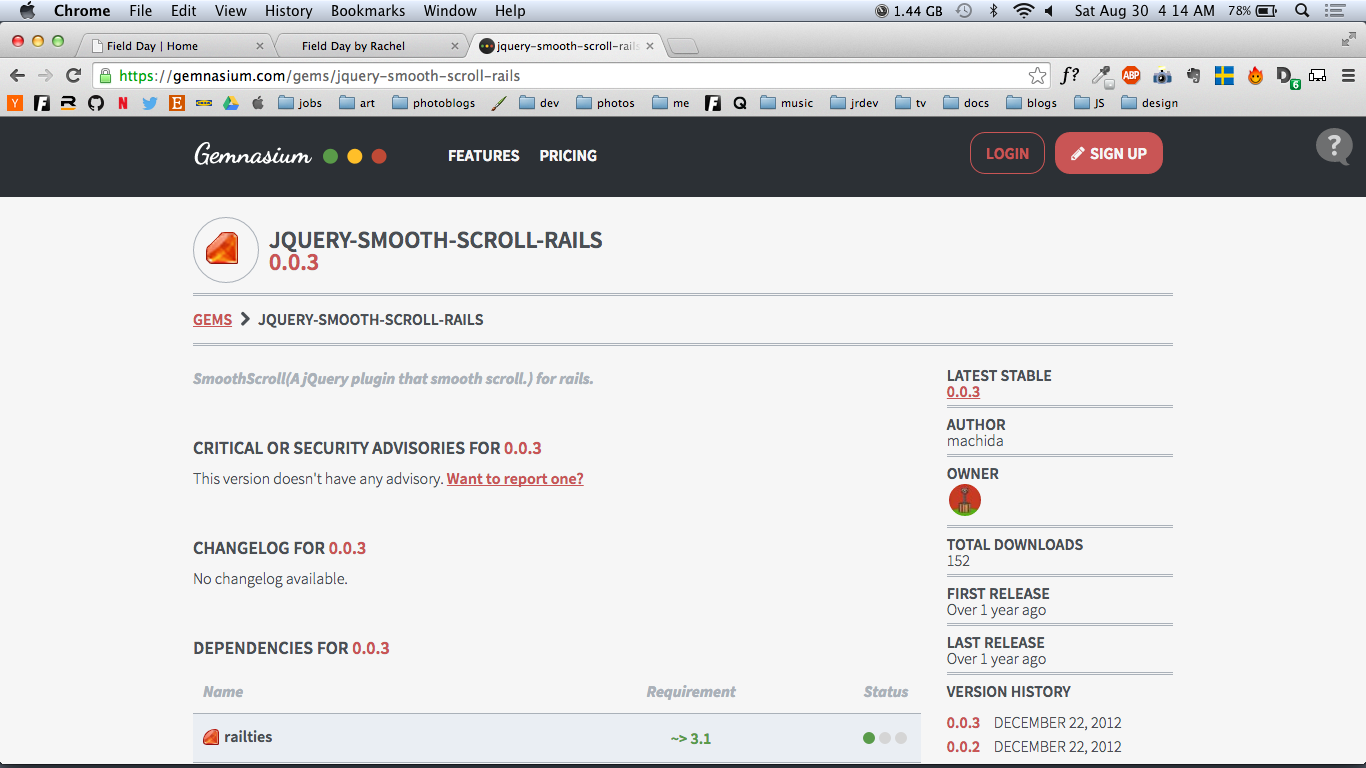 Chrome File Edit View History Bookmarks Window Help 1.44 GB Sat Aug 30 4:14 AM 78%
Field Day | Home Field Day by Rachel jquery-smooth-scroll-rails
https://gemnasium.com/gems/jquery-smooth-scroll-rails f? ABP 6
jobs art photoblogs dev photos me music jrdev tv docs blogs JS design
Gemnasium FEATURES PRICING LOGIN SIGN UP ?
JQUERY-SMOOTH-SCROLL-RAILS
0.0.3
GEMS > JQUERY-SMOOTH-SCROLL-RAILS
SmoothScroll(A jQuery plugin that smooth scroll.) for rails.
CRITICAL OR SECURITY ADVISORIES FOR 0.0.3
This version doesn't have any advisory. Want to report one?
CHANGELOG FOR 0.0.3
No changelog available.
DEPENDENCIES FOR 0.0.3
Name Requirement Status
railties ~> 3.1
LATEST STABLE
0.0.3
AUTHOR
machida
OWNER
TOTAL DOWNLOADS
152
FIRST RELEASE
Over 1 year ago
LAST RELEASE
Over 1 year ago
VERSION HISTORY
0.0.3 DECEMBER 22, 2012
0.0.2 DECEMBER 22, 2012